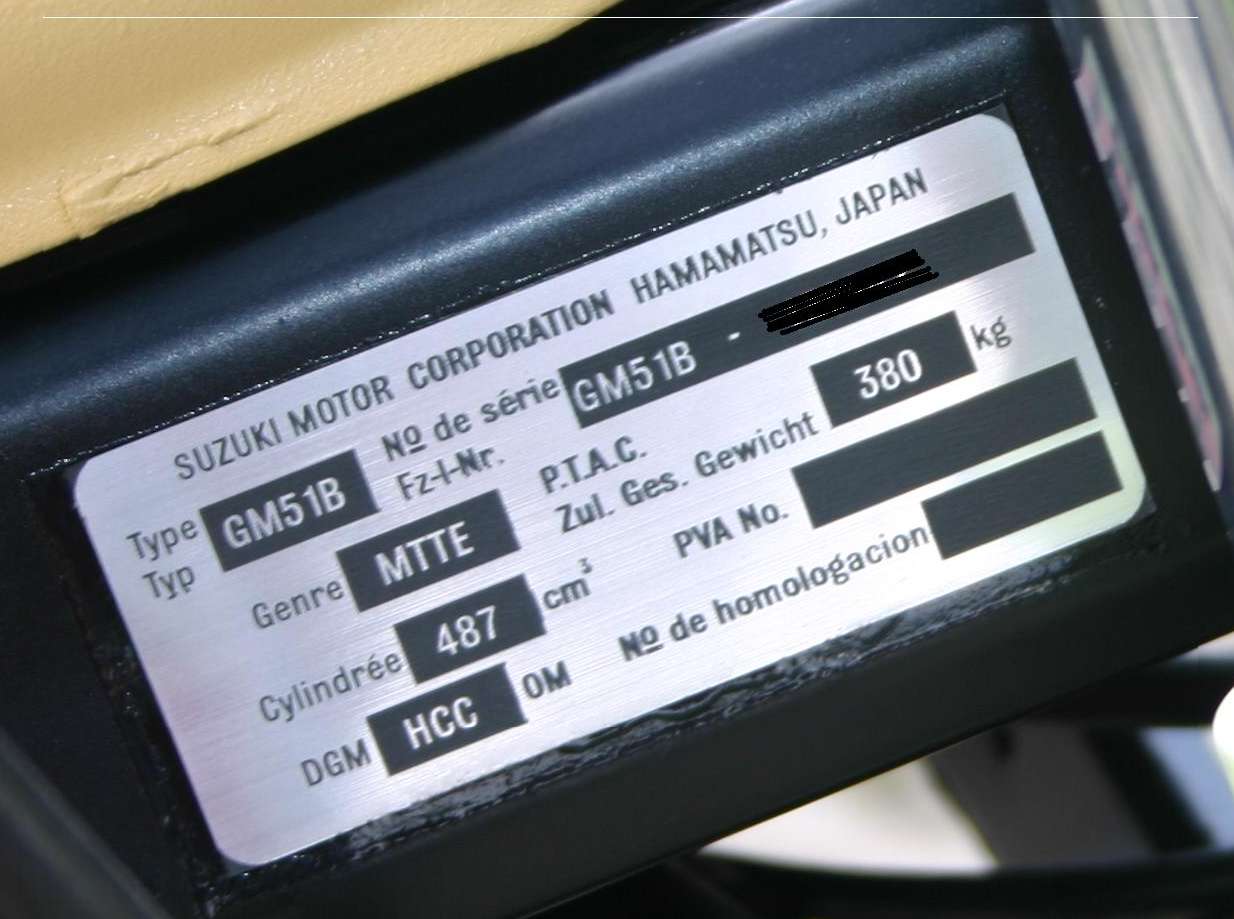 SUZUKI MOTOR CORPORATION HAMAMATSU, JAPAN
Type GM51B Nº de série GM51B -
Typ Fz-I-Nr.
Genre MTTE P.T.A.C. 380 kg
Zul. Ges. Gewicht
Cylindrée 487 cm³ PVA No.
DGM HCC OM Nº de homologacion